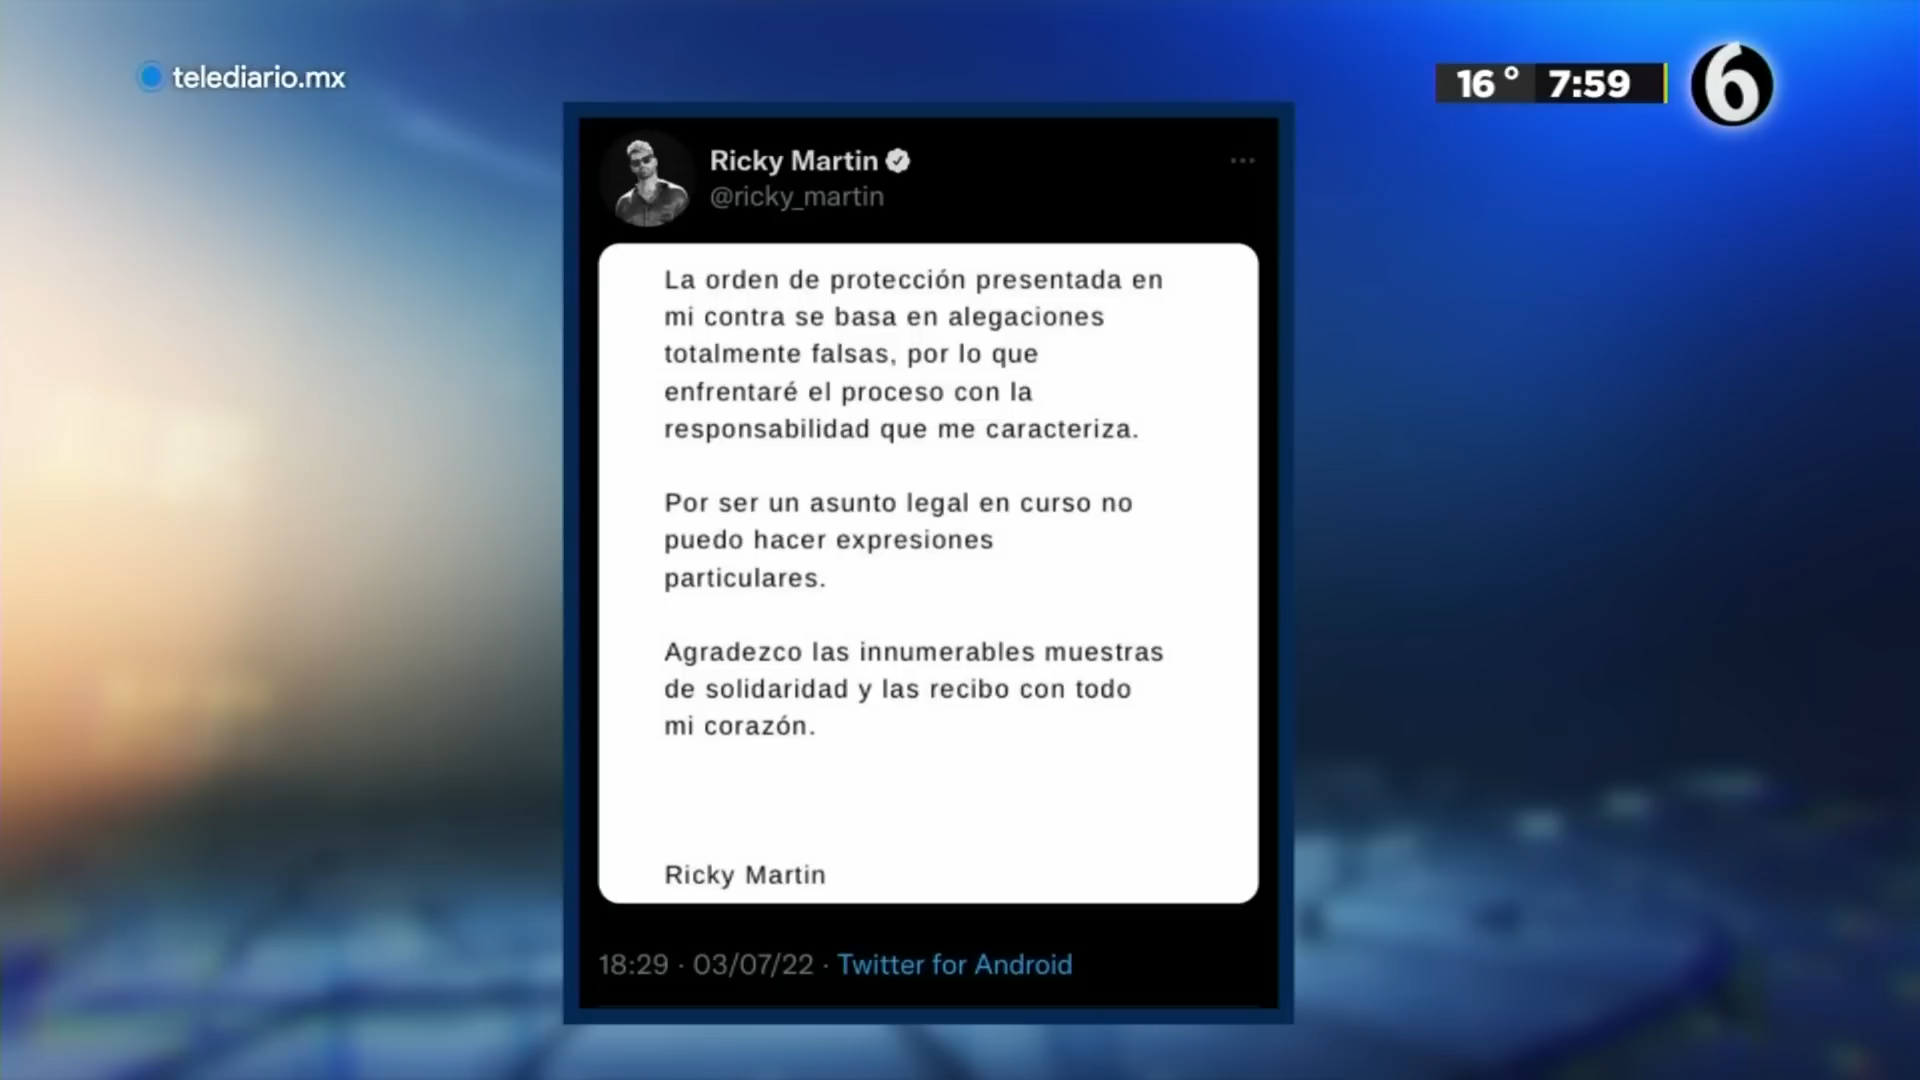 telediario.mx
16° 7:59
6
Ricky Martin
@ricky_martin
La orden de protección presentada en
mi contra se basa en alegaciones
totalmente falsas, por lo que
enfrentaré el proceso con la
responsabilidad que me caracteriza.
Por ser un asunto legal en curso no
puedo hacer expresiones
particulares.
Agradezco las innumerables muestras
de solidaridad y las recibo con todo
mi corazón.
Ricky Martin
18:29 · 03/07/22 · Twitter for Android